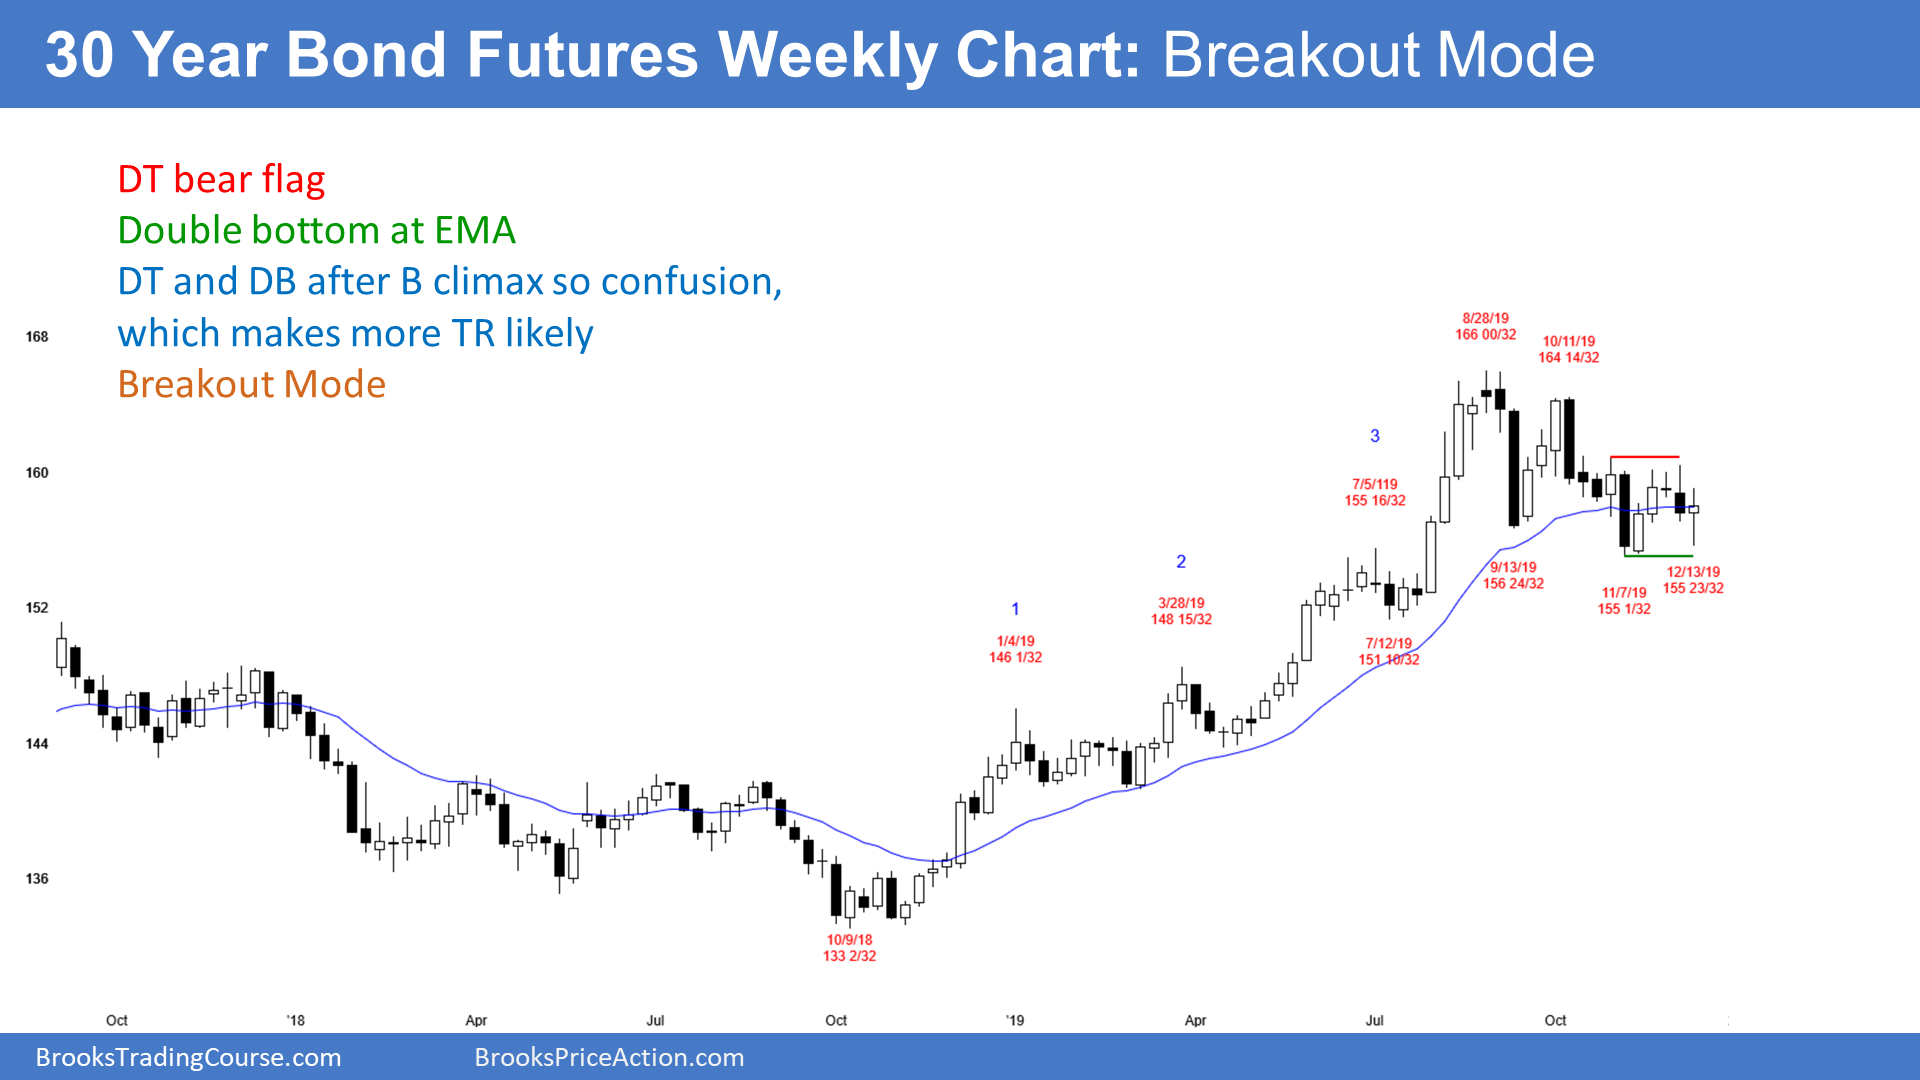 30 Year Bond Futures Weekly Chart: Breakout Mode
DT bear flag
Double bottom at EMA
DT and DB after B climax so confusion,
which makes more TR likely
Breakout Mode
168
160
152
144
136
8/28/19
166 00/32
10/11/19
164 14/32
3
7/5/119
155 16/32
2
3/28/19
148 15/32
1
1/4/19
146 1/32
9/13/19
156 24/32
12/13/19
155 23/32
11/7/19
155 1/32
7/12/19
151 10/32
10/9/18
133 2/32
Oct
'18
Apr
Jul
Oct
'19
Apr
Jul
Oct
BrooksTradingCourse.com
BrooksPriceAction.com